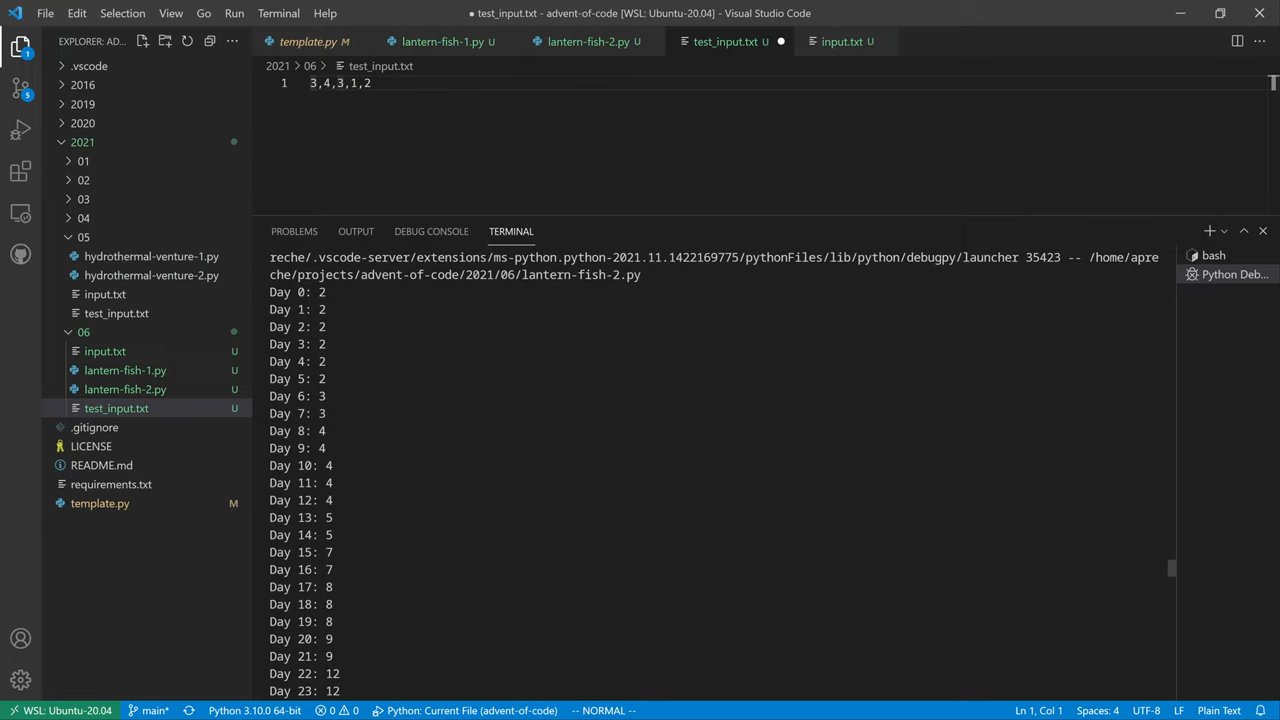 File Edit Selection View Go Run Terminal Help
● test_input.txt - advent-of-code [WSL: Ubuntu-20.04] - Visual Studio Code
EXPLORER: AD...
template.py M
lantern-fish-1.py U
lantern-fish-2.py U
test_input.txt U ●
input.txt U
2021 > 06 > test_input.txt
1 3,4,3,1,2
.vscode
2016
2019
2020
2021
01
02
03
04
05
hydrothermal-venture-1.py
hydrothermal-venture-2.py
input.txt
test_input.txt
06
input.txt U
lantern-fish-1.py U
lantern-fish-2.py U
test_input.txt U
.gitignore
LICENSE
README.md
requirements.txt
template.py M
1
5
PROBLEMS OUTPUT DEBUG CONSOLE TERMINAL
reche/.vscode-server/extensions/ms-python.python-2021.11.1422169775/pythonFiles/lib/python/debugpy/launcher 35423 -- /home/apre
che/projects/advent-of-code/2021/06/lantern-fish-2.py
Day 0: 2
Day 1: 2
Day 2: 2
Day 3: 2
Day 4: 2
Day 5: 2
Day 6: 3
Day 7: 3
Day 8: 4
Day 9: 4
Day 10: 4
Day 11: 4
Day 12: 4
Day 13: 5
Day 14: 5
Day 15: 7
Day 16: 7
Day 17: 8
Day 18: 8
Day 19: 8
Day 20: 9
Day 21: 9
Day 22: 12
Day 23: 12
bash
Python Deb...
WSL: Ubuntu-20.04 main* Python 3.10.0 64-bit 0 0 Python: Current File (advent-of-code) -- NORMAL -- Ln 1, Col 1 Spaces: 4 UTF-8 LF Plain Text